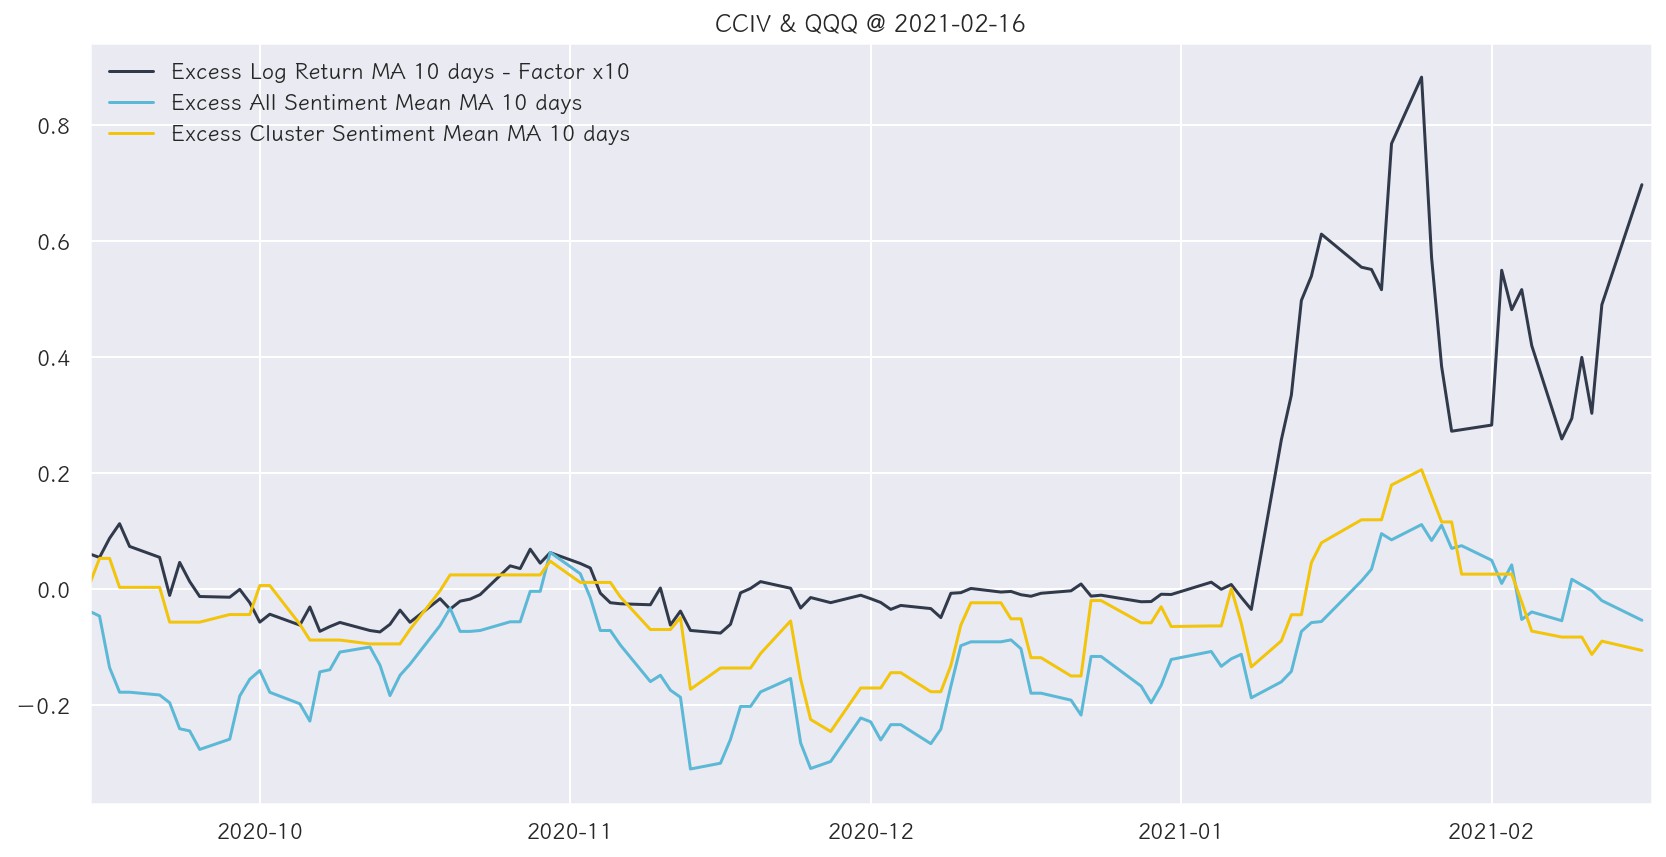 CCIV & QQQ @ 2021-02-16
Excess Log Return MA 10 days - Factor x10
Excess All Sentiment Mean MA 10 days
Excess Cluster Sentiment Mean MA 10 days
0.8
0.6
0.4
0.2
0.0
−0.2
2020-10 2020-11 2020-12 2021-01 2021-02